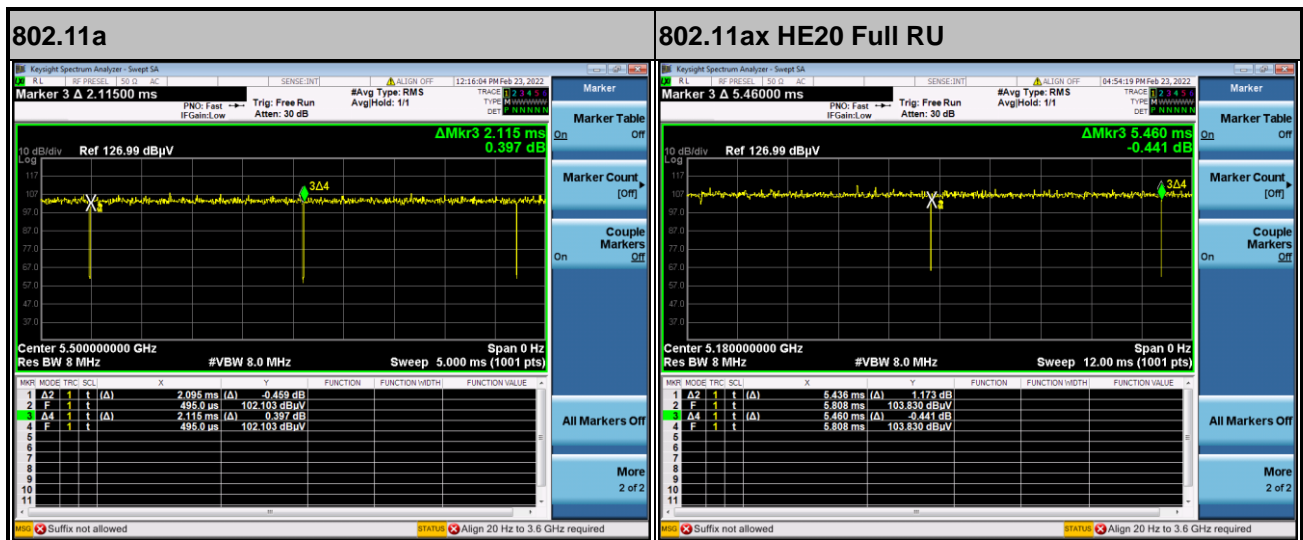 802.11a
Keysight Spectrum Analyzer - Swept SA
RL RF PRESEL 50 Ω AC SENSE:INT ALIGN OFF 12:16:04 PM Feb 23, 2022
Marker 3 Δ 2.11500 ms
PNO: Fast
IFGain:Low
Trig: Free Run
Atten: 30 dB
#Avg Type: RMS
Avg|Hold: 1/1
TRACE 1 2 3 4 5 6
TYPE M WWWWW
DET P N N N N N
ΔMkr3 2.115 ms
0.397 dB
10 dB/div Ref 126.99 dBµV
Log
117
107
97.0
87.0
77.0
67.0
57.0
47.0
37.0
3Δ4
Center 5.500000000 GHz Span 0 Hz
Res BW 8 MHz #VBW 8.0 MHz Sweep 5.000 ms (1001 pts)
MKR MODE TRC SCL X Y FUNCTION FUNCTION WIDTH FUNCTION VALUE
1 Δ2 1 t (Δ) 2.095 ms (Δ) -0.459 dB
2 F 1 t 495.0 µs 102.103 dBµV
3 Δ4 1 t (Δ) 2.115 ms (Δ) 0.397 dB
4 F 1 t 495.0 µs 102.103 dBµV
5
6
7
8
9
10
11
MSG Suffix not allowed STATUS Align 20 Hz to 3.6 GHz required
Marker
Marker Table
On Off
Marker Count
[Off]
Couple
Markers
On Off
All Markers Off
More
2 of 2
802.11ax HE20 Full RU
Keysight Spectrum Analyzer - Swept SA
RL RF PRESEL 50 Ω AC SENSE:INT ALIGN OFF 04:54:19 PM Feb 23, 2022
Marker 3 Δ 5.46000 ms
PNO: Fast
IFGain:Low
Trig: Free Run
Atten: 30 dB
#Avg Type: RMS
Avg|Hold: 1/1
TRACE 1 2 3 4 5 6
TYPE M WWWWW
DET P N N N N N
ΔMkr3 5.460 ms
-0.441 dB
10 dB/div Ref 126.99 dBµV
Log
117
107
97.0
87.0
77.0
67.0
57.0
47.0
37.0
3Δ4
Center 5.180000000 GHz Span 0 Hz
Res BW 8 MHz #VBW 8.0 MHz Sweep 12.00 ms (1001 pts)
MKR MODE TRC SCL X Y FUNCTION FUNCTION WIDTH FUNCTION VALUE
1 Δ2 1 t (Δ) 5.436 ms (Δ) 1.173 dB
2 F 1 t 5.808 ms 103.830 dBµV
3 Δ4 1 t (Δ) 5.460 ms (Δ) -0.441 dB
4 F 1 t 5.808 ms 103.830 dBµV
5
6
7
8
9
10
11
MSG Suffix not allowed STATUS Align 20 Hz to 3.6 GHz required
Marker
Marker Table
On Off
Marker Count
[Off]
Couple
Markers
On Off
All Markers Off
More
2 of 2